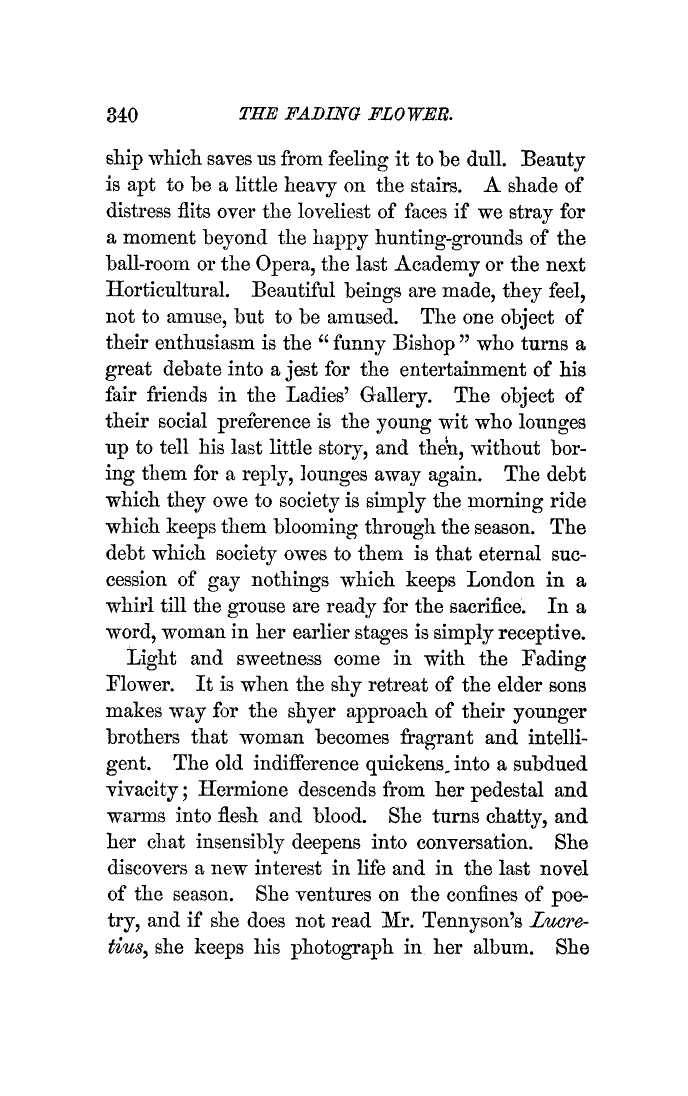 340 THE FADING FLOWER.
ship which saves us from feeling it to be dull. Beauty
is apt to be a little heavy on the stairs. A shade of
distress flits over the loveliest of faces if we stray for
a moment beyond the happy hunting-grounds of the
ball-room or the Opera, the last Academy or the next
Horticultural. Beautiful beings are made, they feel,
not to amuse, but to be amused. The one object of
their enthusiasm is the “funny Bishop” who turns a
great debate into a jest for the entertainment of his
fair friends in the Ladies’ Gallery. The object of
their social preference is the young wit who lounges
up to tell his last little story, and then, without bor-
ing them for a reply, lounges away again. The debt
which they owe to society is simply the morning ride
which keeps them blooming through the season. The
debt which society owes to them is that eternal suc-
cession of gay nothings which keeps London in a
whirl till the grouse are ready for the sacrifice. In a
word, woman in her earlier stages is simply receptive.
Light and sweetness come in with the Fading
Flower. It is when the shy retreat of the elder sons
makes way for the shyer approach of their younger
brothers that woman becomes fragrant and intelli-
gent. The old indifference quickens into a subdued
vivacity; Hermione descends from her pedestal and
warms into flesh and blood. She turns chatty, and
her chat insensibly deepens into conversation. She
discovers a new interest in life and in the last novel
of the season. She ventures on the confines of poe-
try, and if she does not read Mr. Tennyson’s Lucre-
tius, she keeps his photograph in her album. She